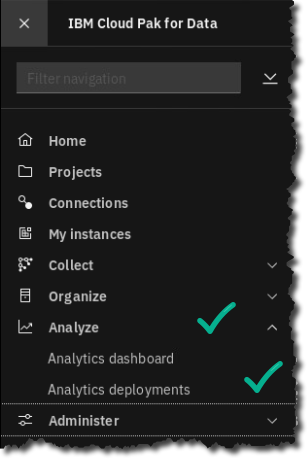 IBM Cloud Pak for Data
Filter navigation
Home
Projects
Connections
My instances
Collect
Organize
Analyze
Analytics dashboard
Analytics deployments
Administer